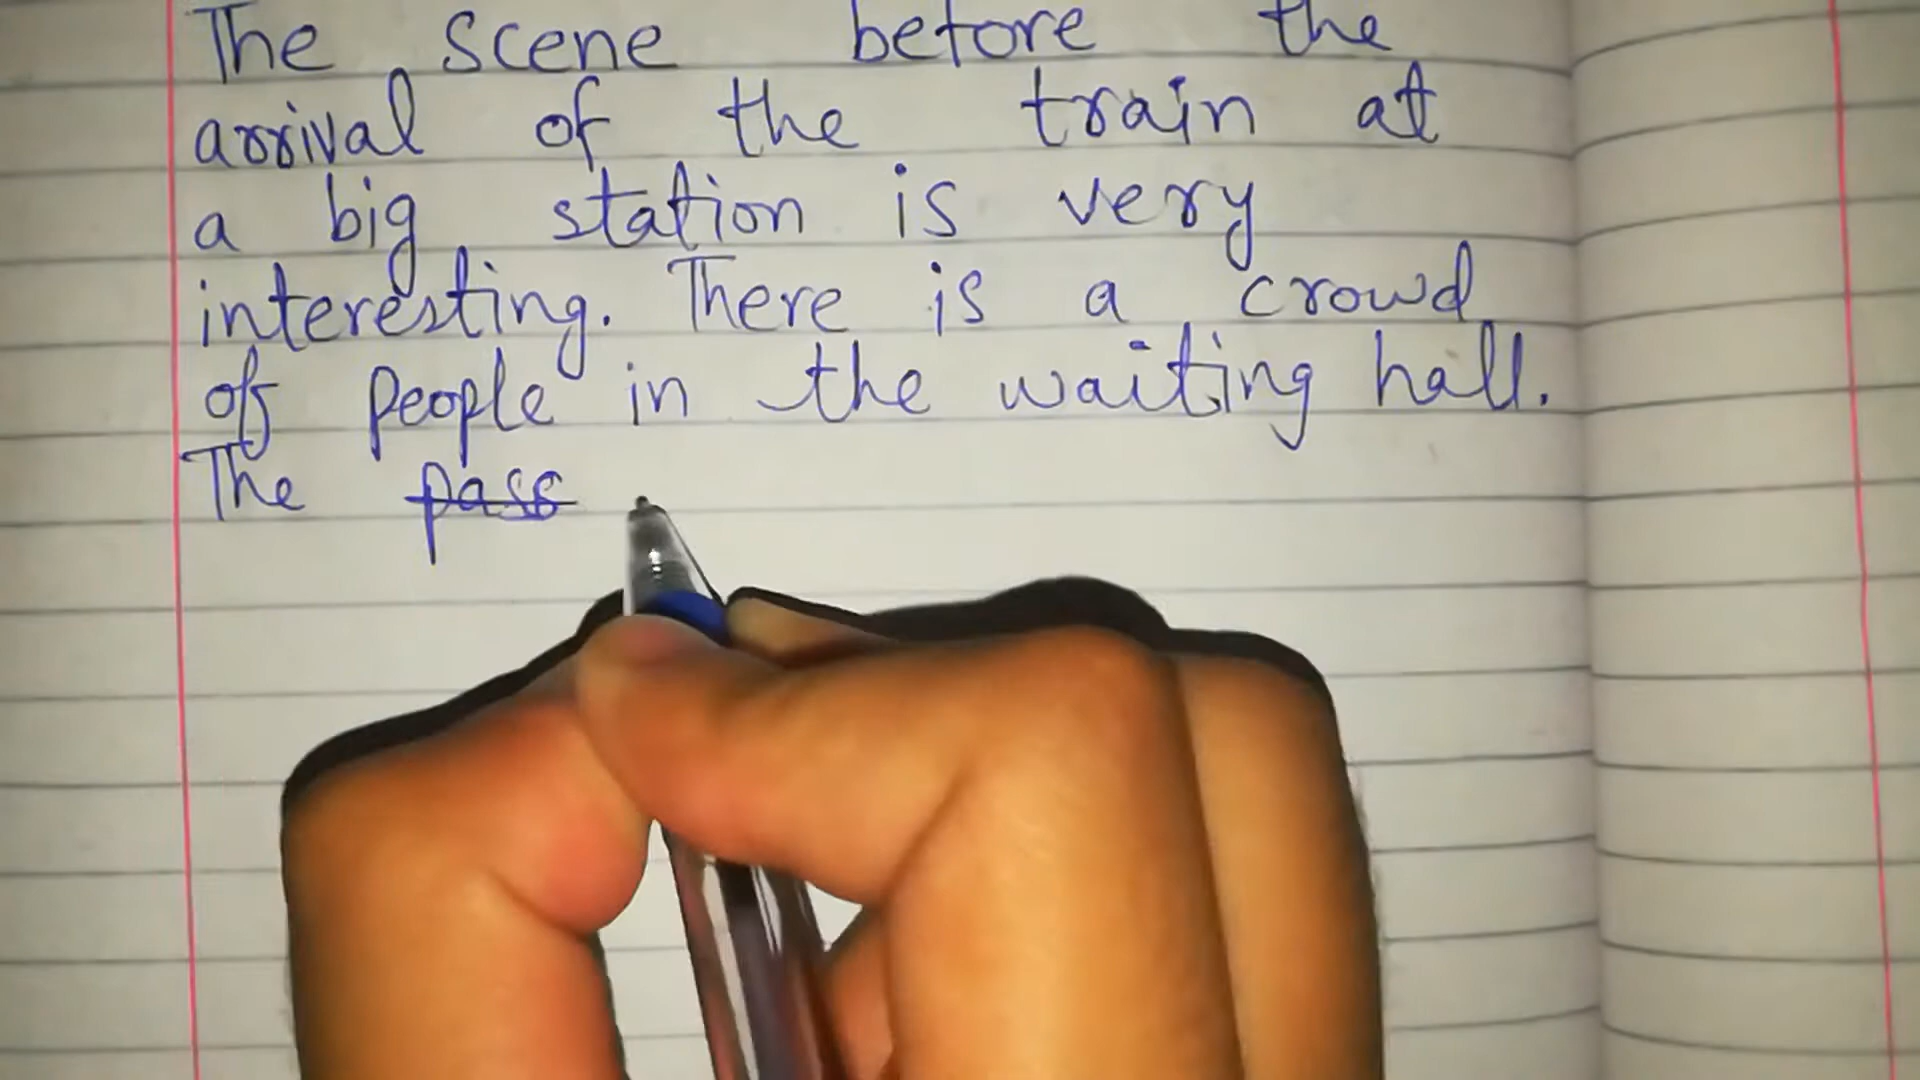 The scene before the
arrival of the train at
a big station is very
interesting. There is a crowd
of people in the waiting hall.
The pass